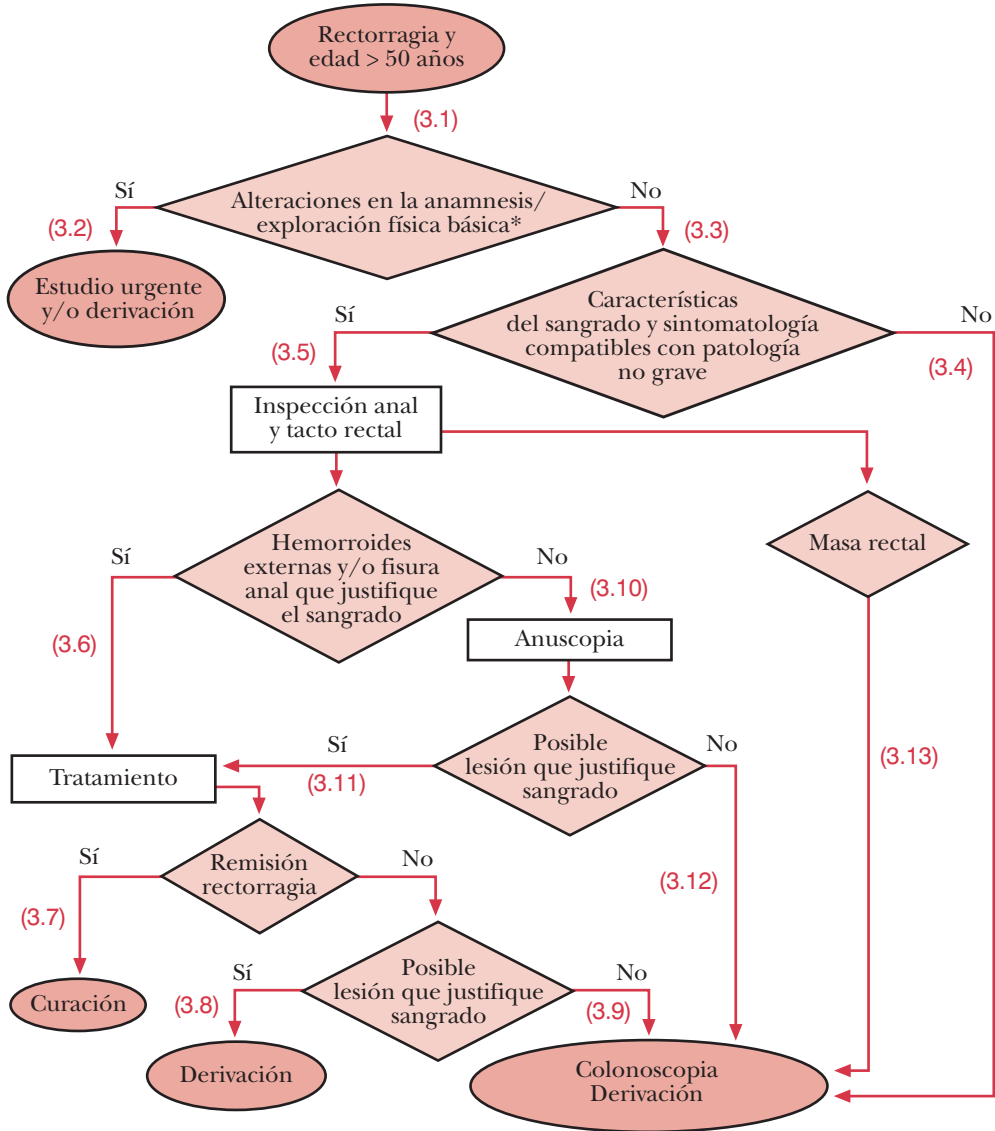 Rectorragia y
edad > 50 años
(3.1)
Sí
Alteraciones en la anamnesis/
exploración física básica*
No
(3.2)
(3.3)
Estudio urgente
y/o derivación
Sí
Características
del sangrado y sintomatología
compatibles con patología
no grave
No
(3.5)
(3.4)
Inspección anal
y tacto rectal
Sí
Hemorroides
externas y/o fisura
anal que justifique
el sangrado
No
Masa rectal
(3.10)
(3.6)
Anuscopia
Sí
Posible
lesión que justifique
sangrado
No
(3.13)
Tratamiento
(3.11)
Sí
Remisión
rectorragia
No
(3.12)
(3.7)
Curación
Sí
Posible
lesión que justifique
sangrado
No
(3.8)
(3.9)
Derivación
Colonoscopia
Derivación